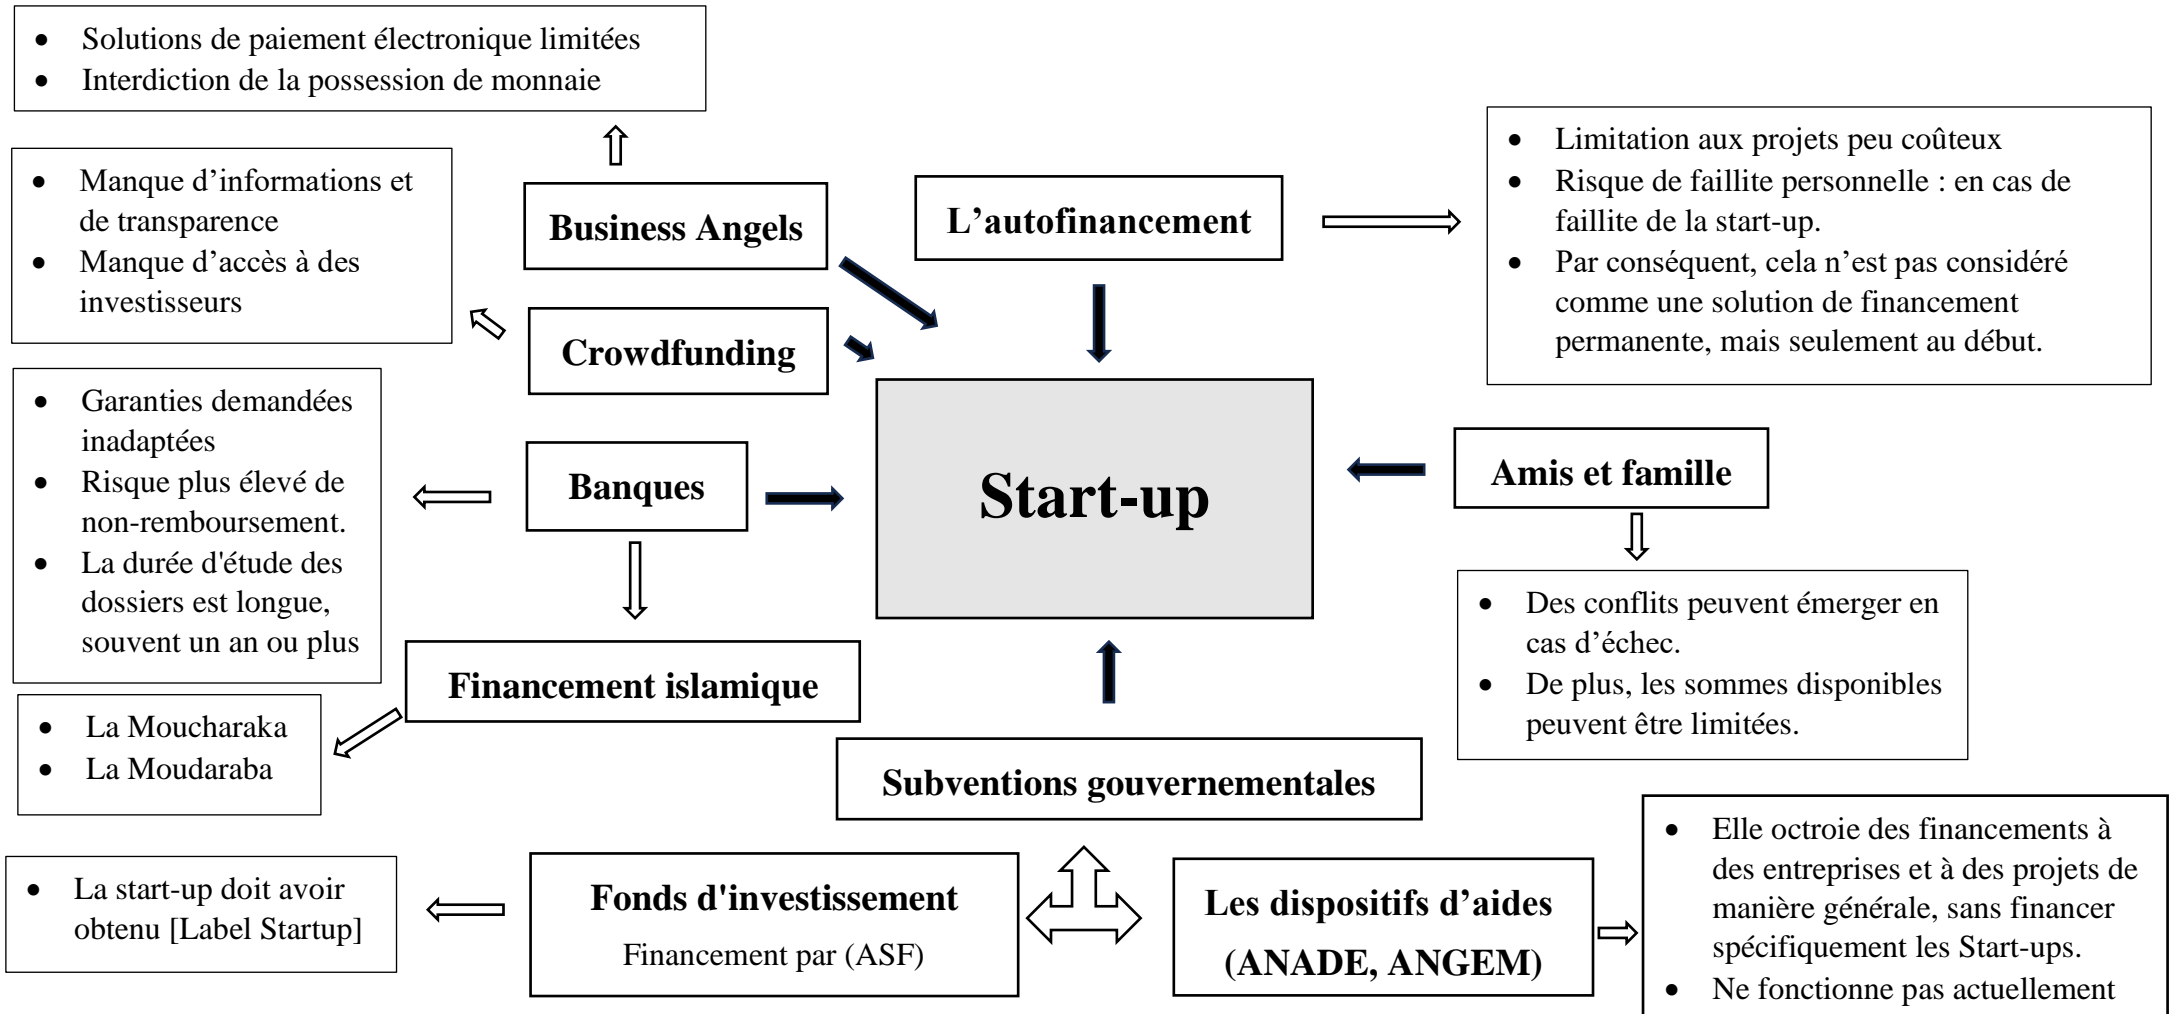 • Solutions de paiement électronique limitées
• Interdiction de la possession de monnaie
• Manque d’informations et
de transparence
• Manque d’accès à des
investisseurs
Business Angels
L’autofinancement
• Limitation aux projets peu coûteux
• Risque de faillite personnelle : en cas de
faillite de la start-up.
• Par conséquent, cela n’est pas considéré
comme une solution de financement
permanente, mais seulement au début.
Crowdfunding
• Garanties demandées
inadaptées
• Risque plus élevé de
non-remboursement.
• La durée d'étude des
dossiers est longue,
souvent un an ou plus
Banques
Start-up
Amis et famille
• Des conflits peuvent émerger en
cas d’échec.
• De plus, les sommes disponibles
peuvent être limitées.
Financement islamique
• La Moucharaka
• La Moudaraba
Subventions gouvernementales
• La start-up doit avoir
obtenu [Label Startup]
Fonds d'investissement
Financement par (ASF)
Les dispositifs d’aides
(ANADE, ANGEM)
• Elle octroie des financements à
des entreprises et à des projets de
manière générale, sans financer
spécifiquement les Start-ups.
• Ne fonctionne pas actuellement